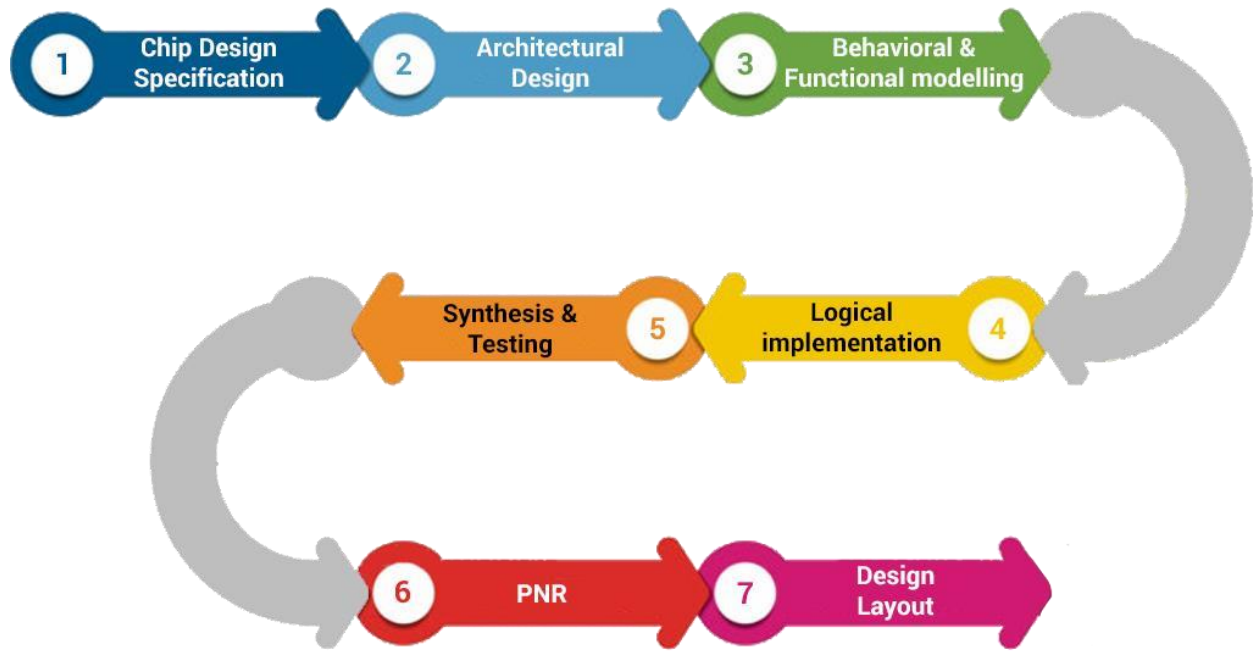 1
Chip Design
Specification
2
Architectural
Design
3
Behavioral &
Functional modelling
4
Logical
implementation
5
Synthesis &
Testing
6
PNR
7
Design
Layout